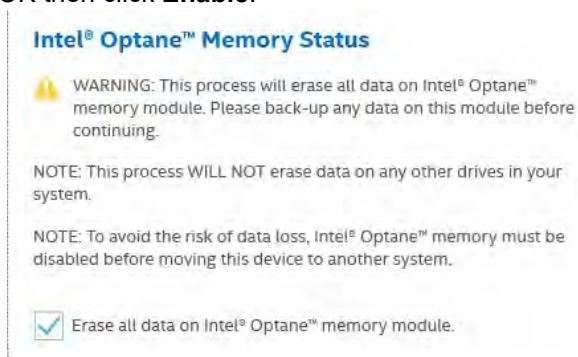 OK then click Enable.
Intel® Optane™ Memory Status
WARNING: This process will erase all data on Intel® Optane™
memory module. Please back-up any data on this module before
continuing.
NOTE: This process WILL NOT erase data on any other drives in your
system.
NOTE: To avoid the risk of data loss, Intel® Optane™ memory must be
disabled before moving this device to another system.
Erase all data on Intel® Optane™ memory module.